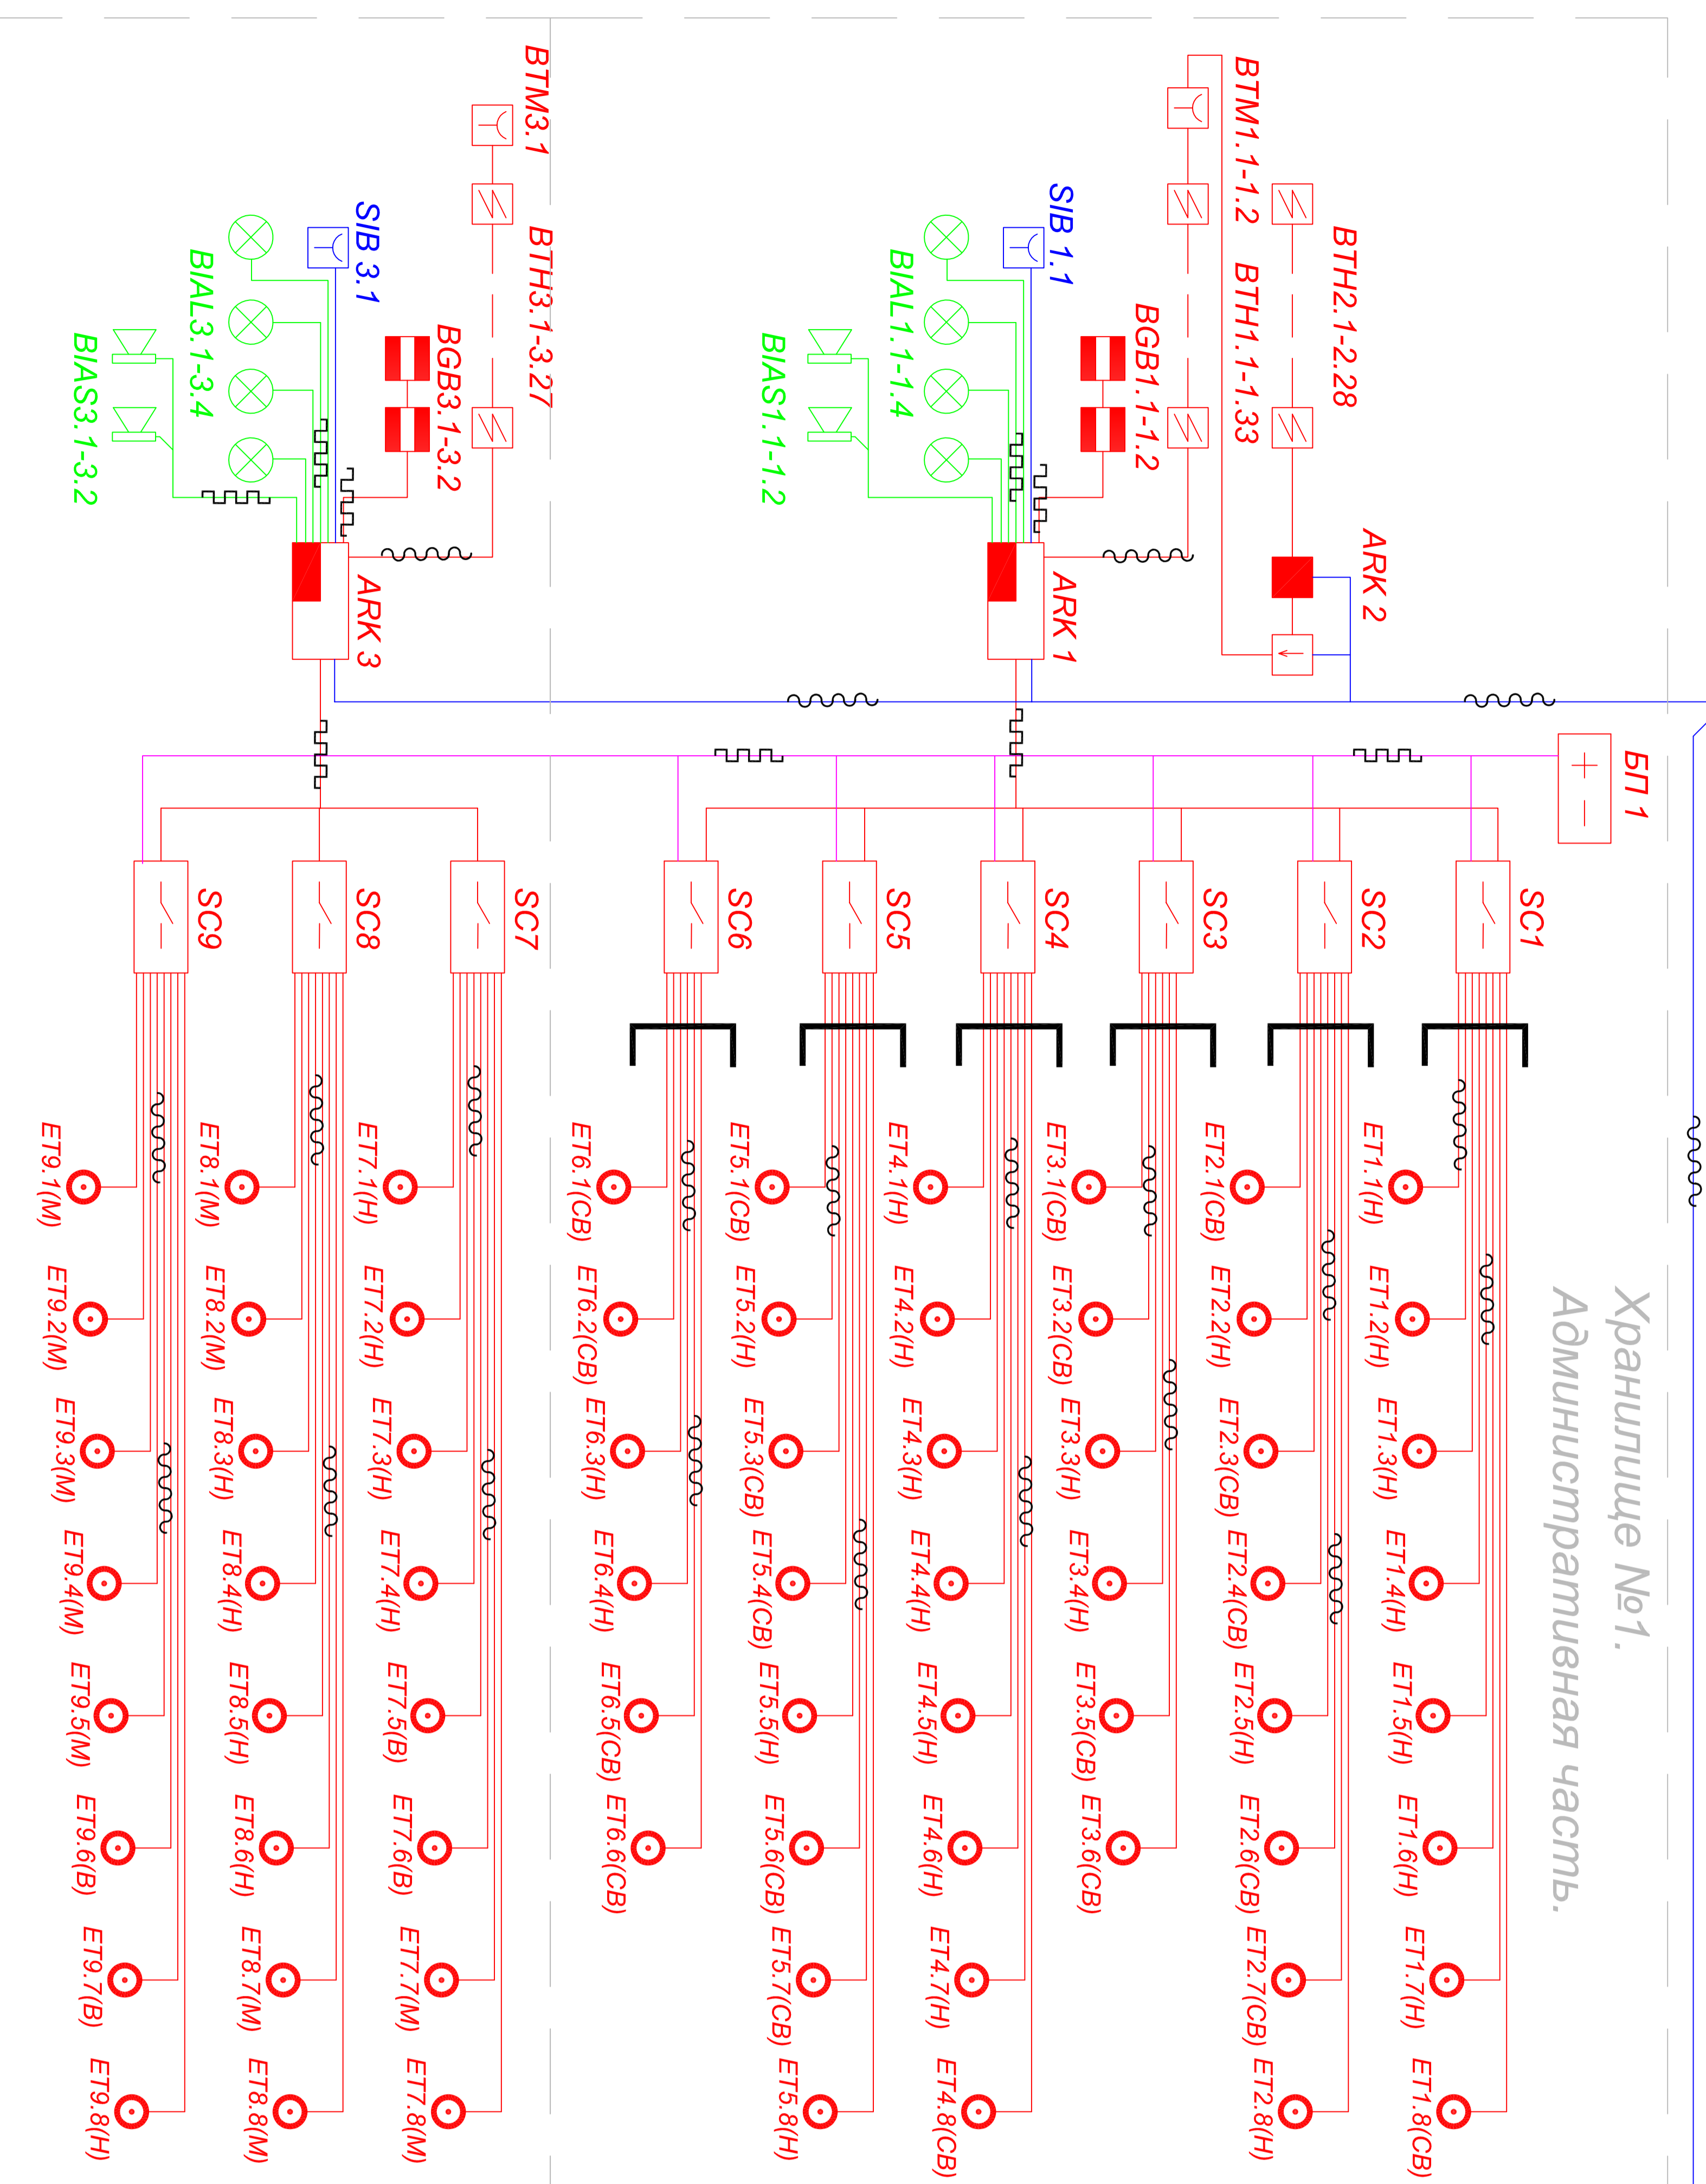 Хранилище №1.
Административная часть.
БП 1
BTH2.1-2.28
ARK 2
BTM1.1-1.2
BTH1.1-1.33
BGB1.1-1.2
SIB 1.1
ARK 1
BIAL1.1-1.4
BIAS1.1-1.2
BTM3.1
BTH3.1-3.27
BGB3.1-3.2
SIB 3.1
ARK 3
BIAL3.1-3.4
BIAS3.1-3.2
SC1
ET1.1(H)
ET1.2(H)
ET1.3(H)
ET1.4(H)
ET1.5(H)
ET1.6(H)
ET1.7(H)
ET1.8(CB)
SC2
ET2.1(CB)
ET2.2(H)
ET2.3(CB)
ET2.4(CB)
ET2.5(H)
ET2.6(CB)
ET2.7(CB)
ET2.8(H)
SC3
ET3.1(CB)
ET3.2(CB)
ET3.3(H)
ET3.4(H)
ET3.5(CB)
ET3.6(CB)
SC4
ET4.1(H)
ET4.2(H)
ET4.3(H)
ET4.4(H)
ET4.5(H)
ET4.6(H)
ET4.7(H)
ET4.8(CB)
SC5
ET5.1(CB)
ET5.2(H)
ET5.3(CB)
ET5.4(CB)
ET5.5(H)
ET5.6(CB)
ET5.7(CB)
ET5.8(H)
SC6
ET6.1(CB)
ET6.2(CB)
ET6.3(H)
ET6.4(H)
ET6.5(CB)
ET6.6(CB)
SC7
ET7.1(H)
ET7.2(H)
ET7.3(H)
ET7.4(H)
ET7.5(B)
ET7.6(B)
ET7.7(M)
ET7.8(M)
SC8
ET8.1(M)
ET8.2(M)
ET8.3(H)
ET8.4(H)
ET8.5(H)
ET8.6(H)
ET8.7(M)
ET8.8(M)
SC9
ET9.1(M)
ET9.2(M)
ET9.3(M)
ET9.4(M)
ET9.5(M)
ET9.6(B)
ET9.7(B)
ET9.8(H)